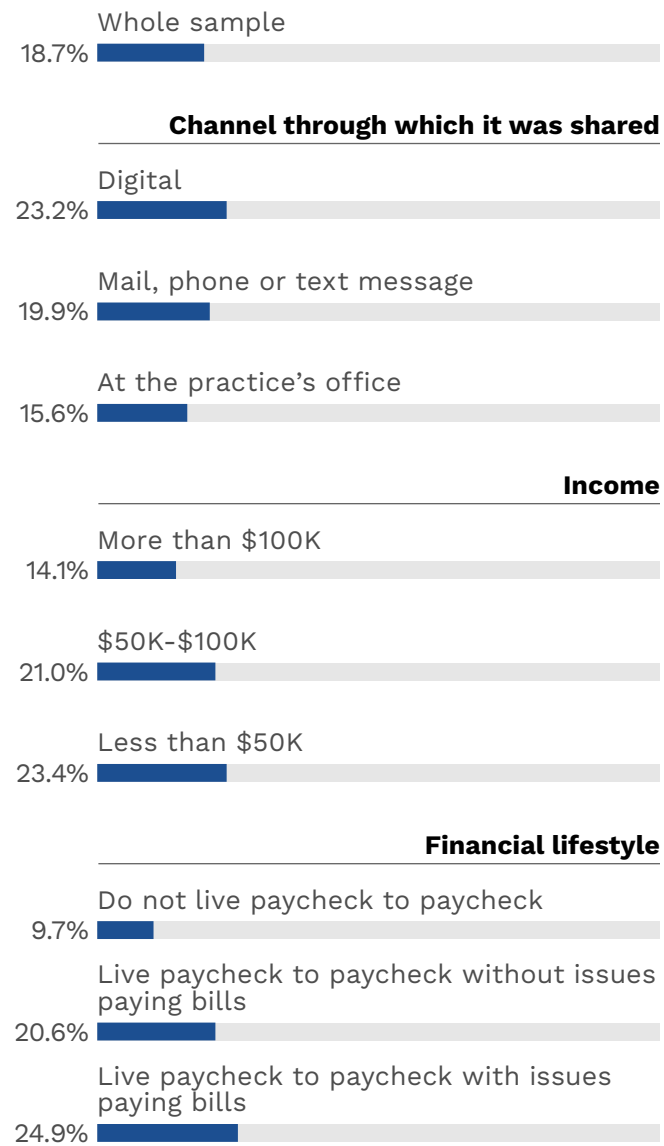 Whole sample
18.7%
Channel through which it was shared
Digital
23.2%
Mail, phone or text message
19.9%
At the practice’s office
15.6%
Income
More than $100K
14.1%
$50K-$100K
21.0%
Less than $50K
23.4%
Financial lifestyle
Do not live paycheck to paycheck
9.7%
Live paycheck to paycheck without issues
paying bills
20.6%
Live paycheck to paycheck with issues
paying bills
24.9%